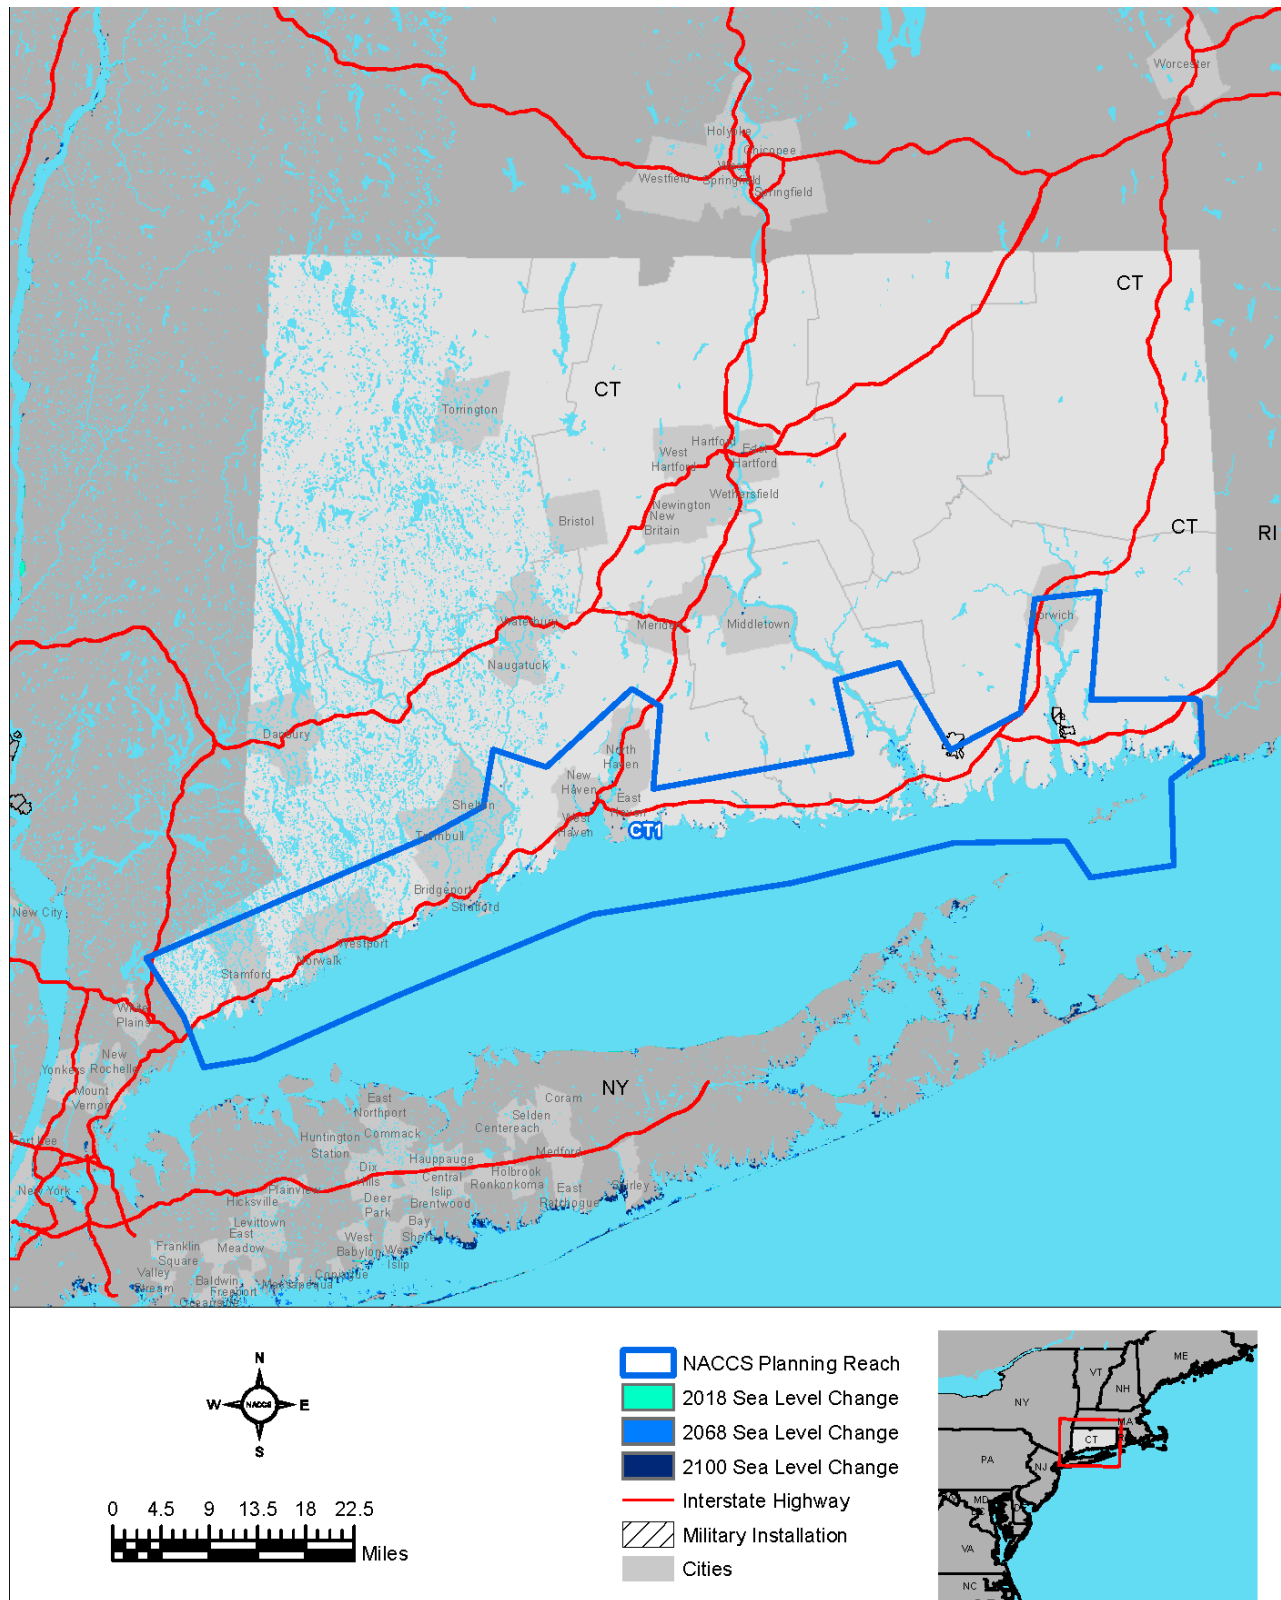 Worcester
Holyoke
Chicopee
West
Springfield
Westfield
Springfield
CT
CT
Torrington
Hartford
West
Hartford
East
Hartford
Wethersfield
Newington
New
Britain
Bristol
CT
RI
Waterbury
Meriden
Middletown
Norwich
Naugatuck
Danbury
North
Haven
New
Haven
East
Haven
West
Haven
CT1
Shelton
Trumbull
Bridgeport
Stratford
Westport
Norwalk
Stamford
New City
White
Plains
New
Rochelle
Yonkers
Mount
Vernon
Fort Lee
New York
NY
East
Northport
Coram
Selden
Centereach
Commack
Huntington
Station
Medford
Hauppauge
Dix
Hills
Central
Islip
Holbrook
Ronkonkoma
Plainview
Hicksville
Deer
Park
Brentwood
East
Patchogue
Shirley
Levittown
East
Meadow
Bay
Shore
West
Babylon
West
Islip
Franklin
Square
Valley
Stream
Baldwin
Freeport
Massapequa
Copiague
Oceanside
N
W
NACCS
E
S
0 4.5 9 13.5 18 22.5
Miles
NACCS Planning Reach
2018 Sea Level Change
2068 Sea Level Change
2100 Sea Level Change
Interstate Highway
Military Installation
Cities
ME
VT
NH
NY
MA
CT
PA
NJ
MD
VA
NC